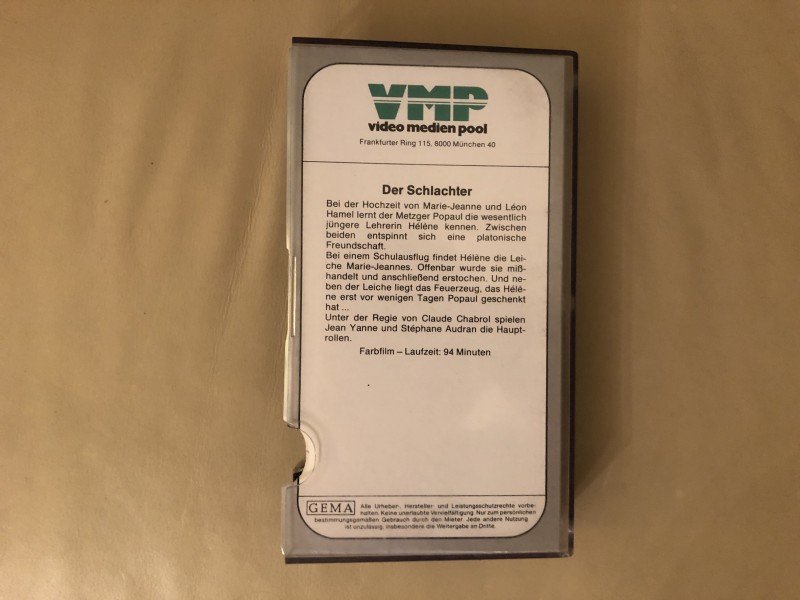 VMP
video medien pool
Frankfurter Ring 115, 8000 München 40
Der Schlachter
Bei der Hochzeit von Marie-Jeanne und Léon
Hamel lernt der Metzger Popaul die wesentlich
jüngere Lehrerin Héléne kennen. Zwischen
beiden entspinnt sich eine platonische
Freundschaft.
Bei einem Schulausflug findet Héléne die Lei-
che Marie-Jeannes. Offenbar wurde sie miß-
handelt und anschließend erstochen. Und ne-
ben der Leiche liegt das Feuerzeug, das Hélé-
ne erst vor wenigen Tagen Popaul geschenkt
hat ...
Unter der Regie von Claude Chabrol spielen
Jean Yanne und Stéphane Audran die Haupt-
rollen.
Farbfilm – Laufzeit: 94 Minuten
GEMA
Alle Urheber-, Hersteller- und Leistungsschutzrechte vorbe-
halten. Keine unerlaubte Vervielfältigung. Nur zum persönlichen
bestimmungsgemäßen Gebrauch durch den Mieter. Jede andere Nutzung
ist unzulässig, insbesondere die Weitergabe an Dritte.